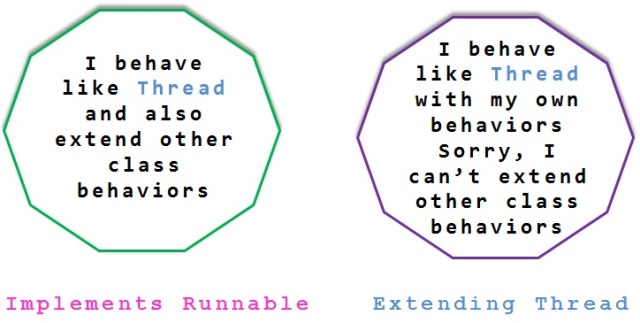 I behave
like Thread
and also
extend other
class
behaviors
I behave
like Thread
with my own
behaviors
Sorry, I
can’t extend
other class
behaviors
Implements Runnable
Extending Thread